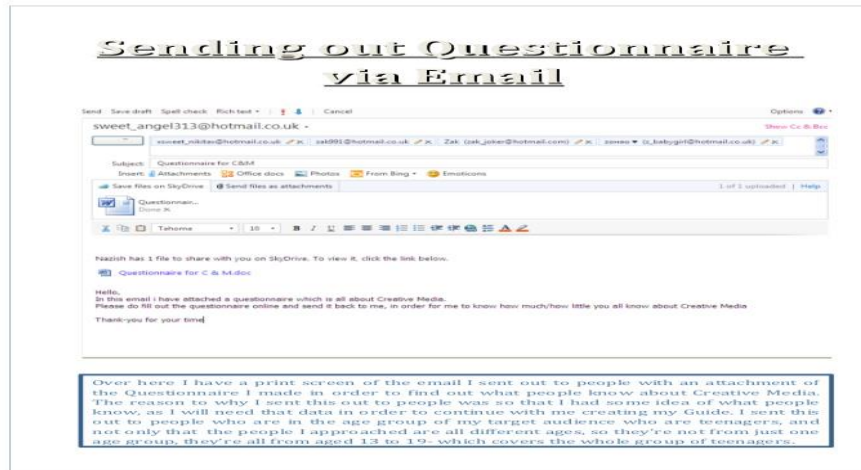 Sending out Questionnaire
via Email
Send Save draft Spell check Rich text Cancel Options
sweet_angel313@hotmail.co.uk Show Cc & Bcc
Zak (zak_joker@hotmail.com)
Subject: Questionnaire for C&M
Insert: Attachments Office docs Photos From Bing Emoticons
Save files on SkyDrive Send files as attachments 1 of 1 uploaded | Help
Questionnair...
Done
Tahoma 10 B I U
Nazish has 1 file to share with you on SkyDrive. To view it, click the link below.
Questionnaire for C & M.doc
Hello,
In this email i have attached a questionnaire which is all about Creative Media.
Please do fill out the questionnaire online and send it back to me, in order for me to know how much/how little you all know about Creative Media
Thank-you for your time
Over here I have a print screen of the email I sent out to people with an attachment of
the Questionnaire I made in order to find out what people know about Creative Media.
The reason to why I sent this out to people was so that I had some idea of what people
know, as I will need that data in order to continue with me creating my Guide. I sent this
out to people who are in the age group of my target audience who are teenagers, and
not only that the people I approached are all different ages, so they're not from just one
age group, they're all from aged 13 to 19- which covers the whole group of teenagers.